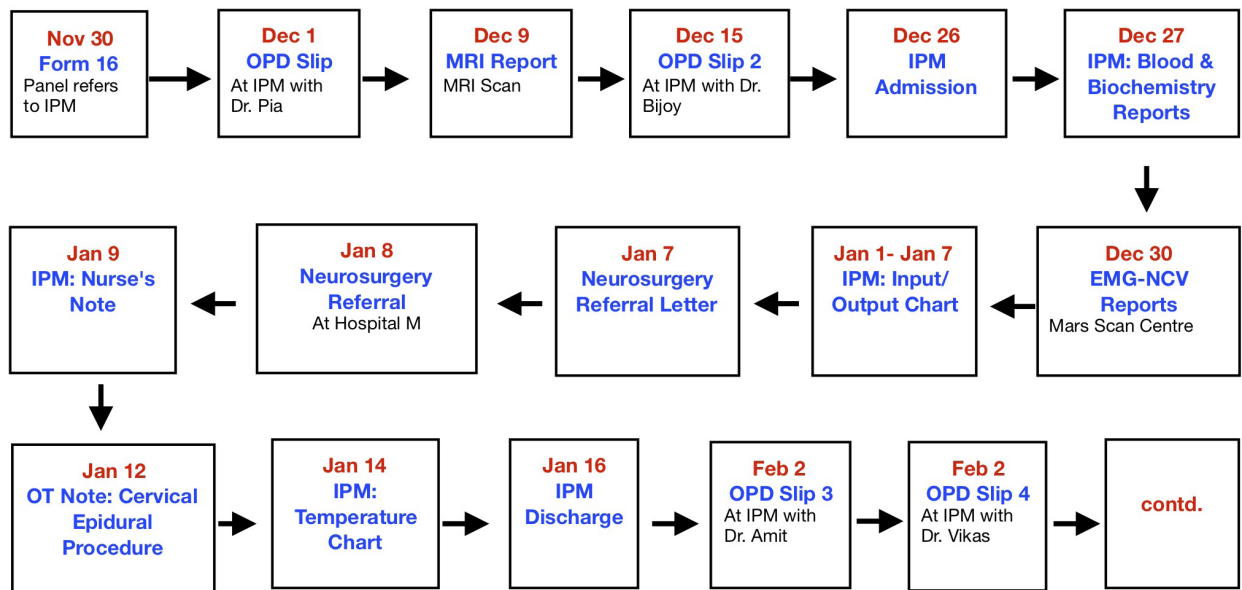 Nov 30
Form 16
Panel refers
to IPM
Dec 1
OPD Slip
At IPM with
Dr. Pia
Dec 9
MRI Report
MRI Scan
Dec 15
OPD Slip 2
At IPM with Dr.
Bijoy
Dec 26
IPM
Admission
Dec 27
IPM: Blood &
Biochemistry
Reports
Dec 30
EMG-NCV
Reports
Mars Scan Centre
Jan 1- Jan 7
IPM: Input/
Output Chart
Jan 7
Neurosurgery
Referral Letter
Jan 8
Neurosurgery
Referral
At Hospital M
Jan 9
IPM: Nurse's
Note
Jan 12
OT Note: Cervical
Epidural
Procedure
Jan 14
IPM:
Temperature
Chart
Jan 16
IPM
Discharge
Feb 2
OPD Slip 3
At IPM with
Dr. Amit
Feb 2
OPD Slip 4
At IPM with
Dr. Vikas
contd.